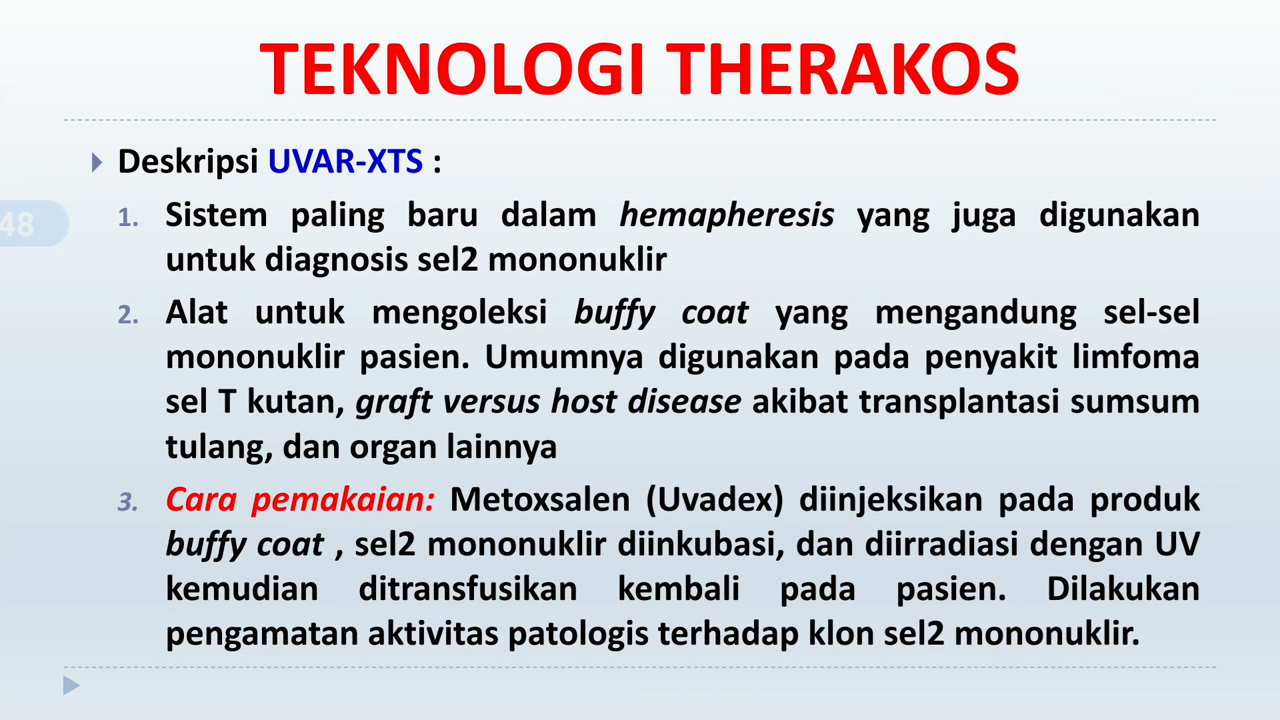 TEKNOLOGI THERAKOS
Deskripsi UVAR-XTS :
48
1. Sistem paling baru dalam hemapheresis yang juga digunakan
untuk diagnosis sel2 mononuklir
2. Alat untuk mengoleksi buffy coat yang mengandung sel-sel
mononuklir pasien. Umumnya digunakan pada penyakit limfoma
sel T kutan, graft versus host disease akibat transplantasi sumsum
tulang, dan organ lainnya
3. Cara pemakaian: Metoxsalen (Uvadex) diinjeksikan pada produk
buffy coat , sel2 mononuklir diinkubasi, dan diirradiasi dengan UV
kemudian ditransfusikan kembali pada pasien. Dilakukan
pengamatan aktivitas patologis terhadap klon sel2 mononuklir.